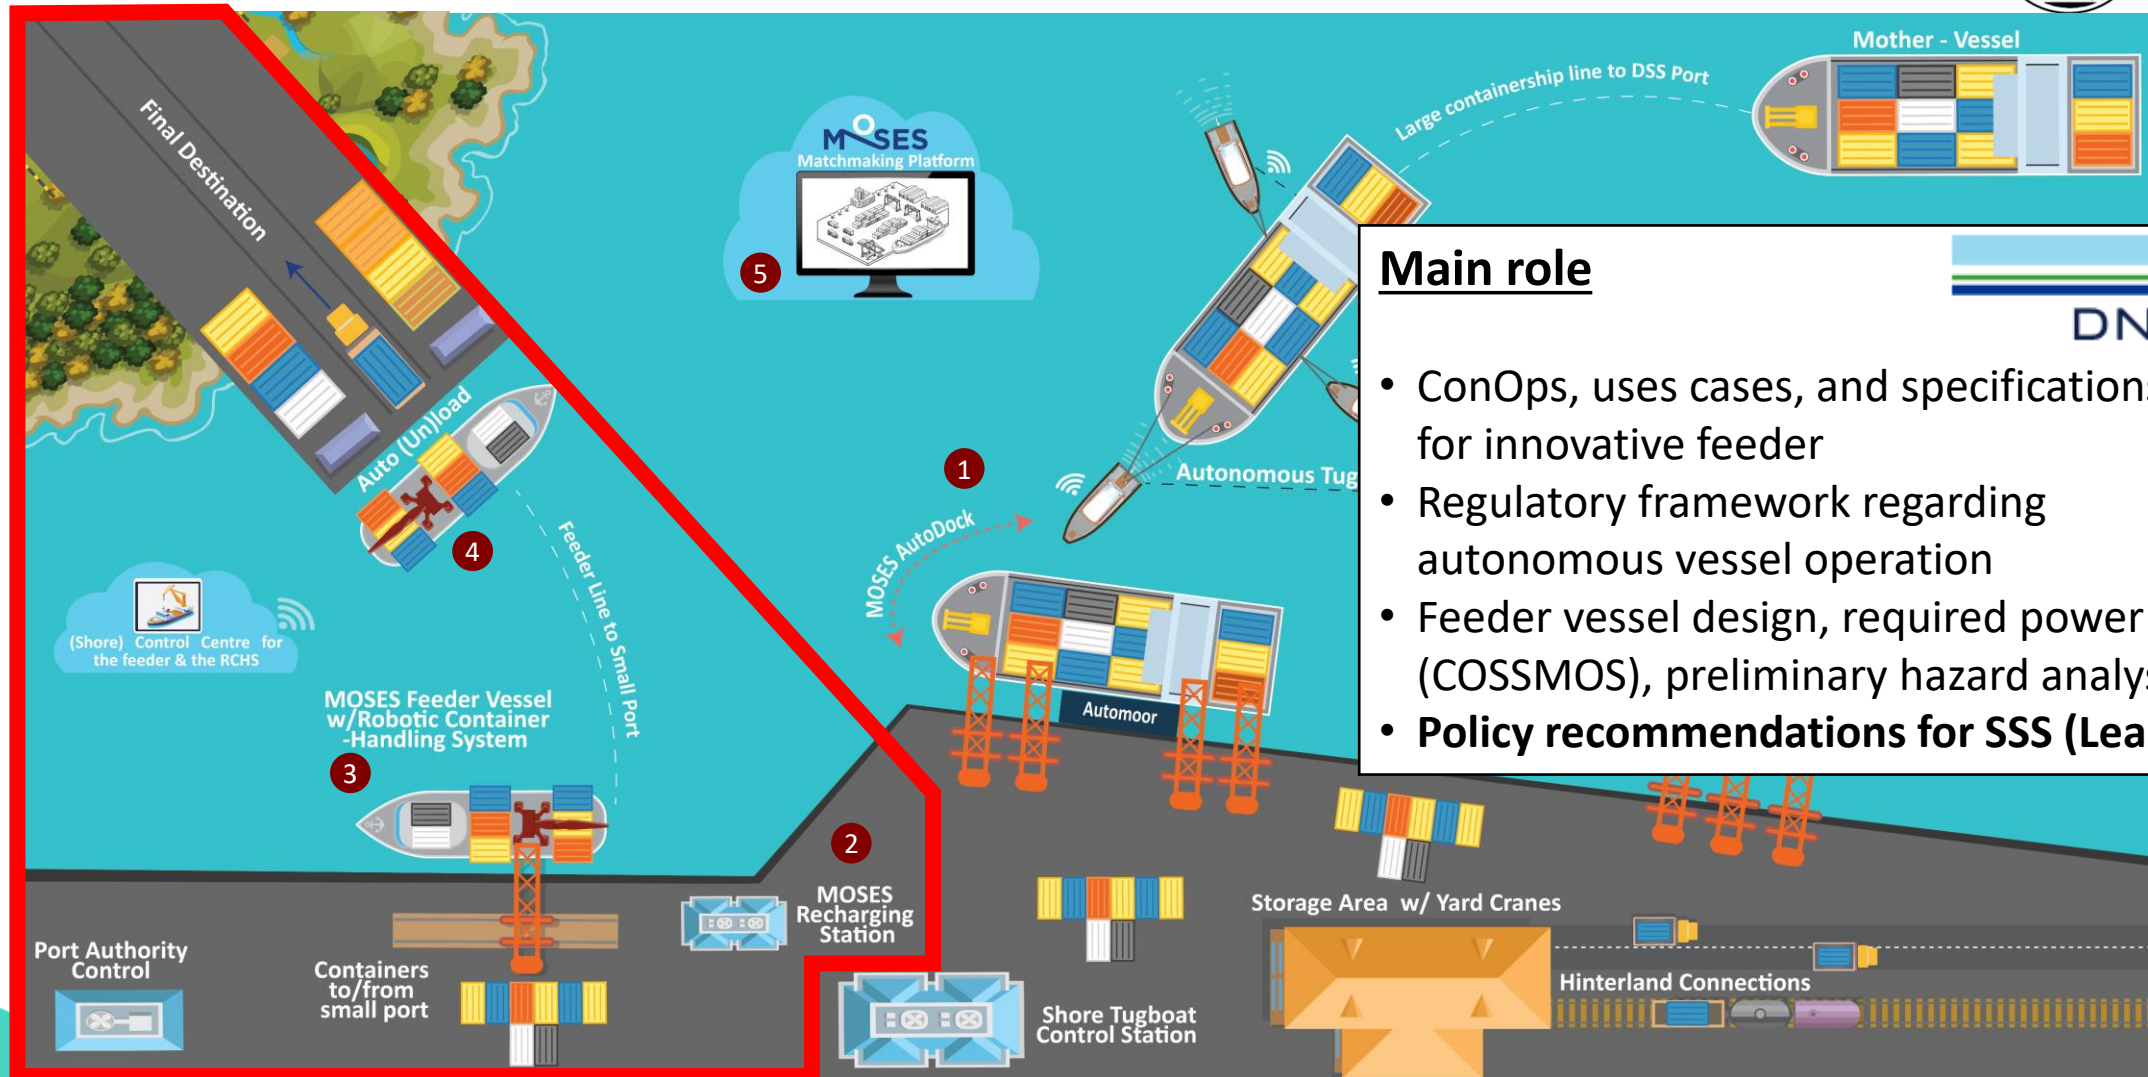 Mother - Vessel
Large containership line to DSS Port
Final Destination
MOSES
Matchmaking Platform
5
Main role
DN
• ConOps, uses cases, and specifications
for innovative feeder
• Regulatory framework regarding
autonomous vessel operation
• Feeder vessel design, required power
(COSSMOS), preliminary hazard analys
• Policy recommendations for SSS (Lea
Auto (Un)load
4
1
Autonomous Tug
MOSES AutoDock
Feeder Line to Small Port
(Shore) Control Centre for
the feeder & the RCHS
MOSES Feeder Vessel
w/Robotic Container
-Handling System
3
Automoor
2
MOSES
Recharging
Station
Port Authority
Control
Containers
to/from
small port
Storage Area w/ Yard Cranes
Hinterland Connections
Shore Tugboat
Control Station